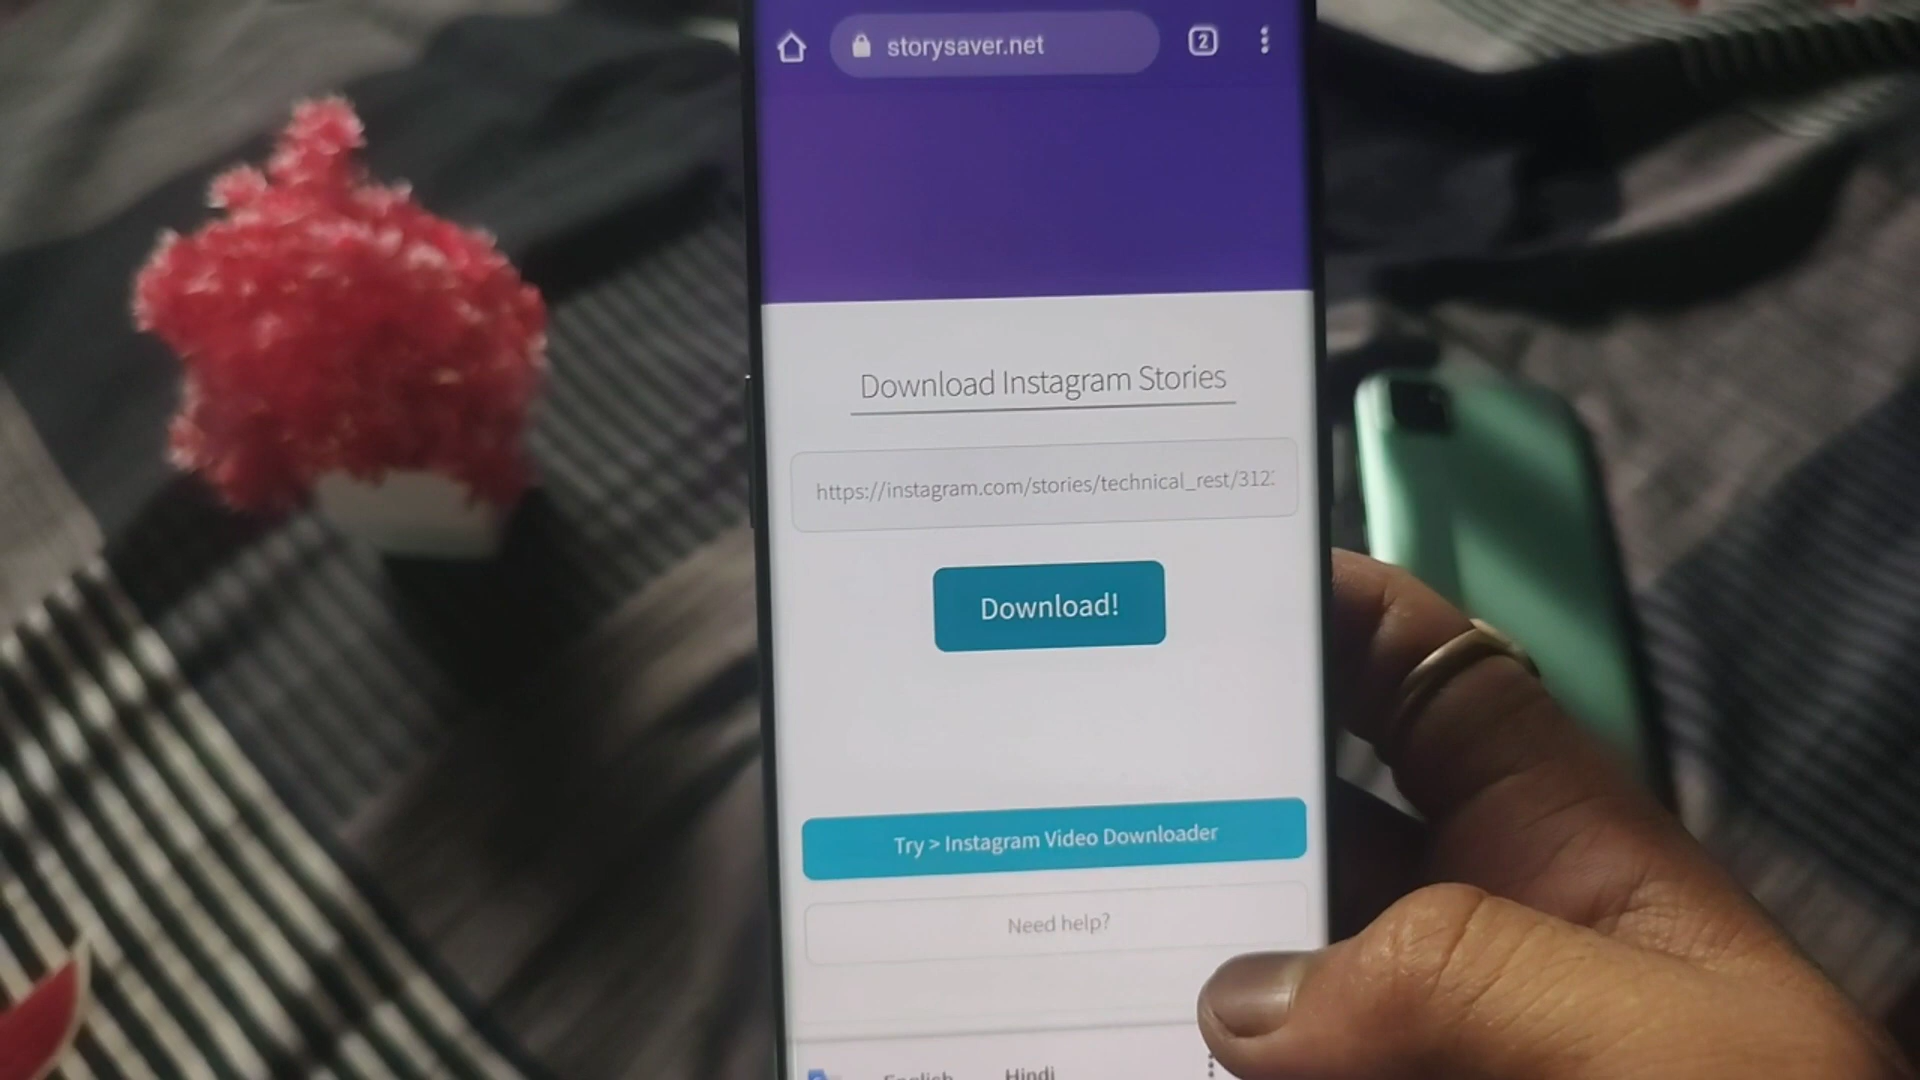 storysaver.net
2
Download Instagram Stories
https://instagram.com/stories/technical_rest/312
Download!
Try > Instagram Video Downloader
Need help?
English Hindi